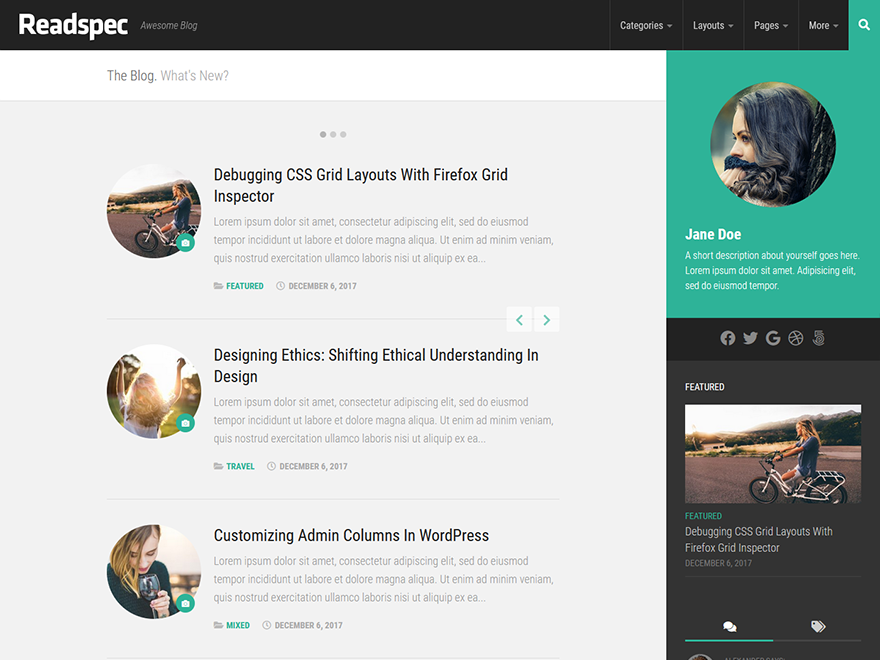 Readspec
Awesome Blog
Categories
Layouts
Pages
More
The Blog. What's New?
Debugging CSS Grid Layouts With Firefox Grid
Inspector
Lorem ipsum dolor sit amet, consectetur adipiscing elit, sed do eiusmod
tempor incididunt ut labore et dolore magna aliqua. Ut enim ad minim veniam,
quis nostrud exercitation ullamco laboris nisi ut aliquip ex ea...
FEATURED DECEMBER 6, 2017
Designing Ethics: Shifting Ethical Understanding In
Design
Lorem ipsum dolor sit amet, consectetur adipiscing elit, sed do eiusmod
tempor incididunt ut labore et dolore magna aliqua. Ut enim ad minim veniam,
quis nostrud exercitation ullamco laboris nisi ut aliquip ex ea...
TRAVEL DECEMBER 6, 2017
Customizing Admin Columns In WordPress
Lorem ipsum dolor sit amet, consectetur adipiscing elit, sed do eiusmod
tempor incididunt ut labore et dolore magna aliqua. Ut enim ad minim veniam,
quis nostrud exercitation ullamco laboris nisi ut aliquip ex ea...
MIXED DECEMBER 6, 2017
Jane Doe
A short description about yourself goes here.
Lorem ipsum dolor sit amet. Adipisicing elit,
sed do eiusmod tempor.
FEATURED
FEATURED
Debugging CSS Grid Layouts With
Firefox Grid Inspector
DECEMBER 6, 2017